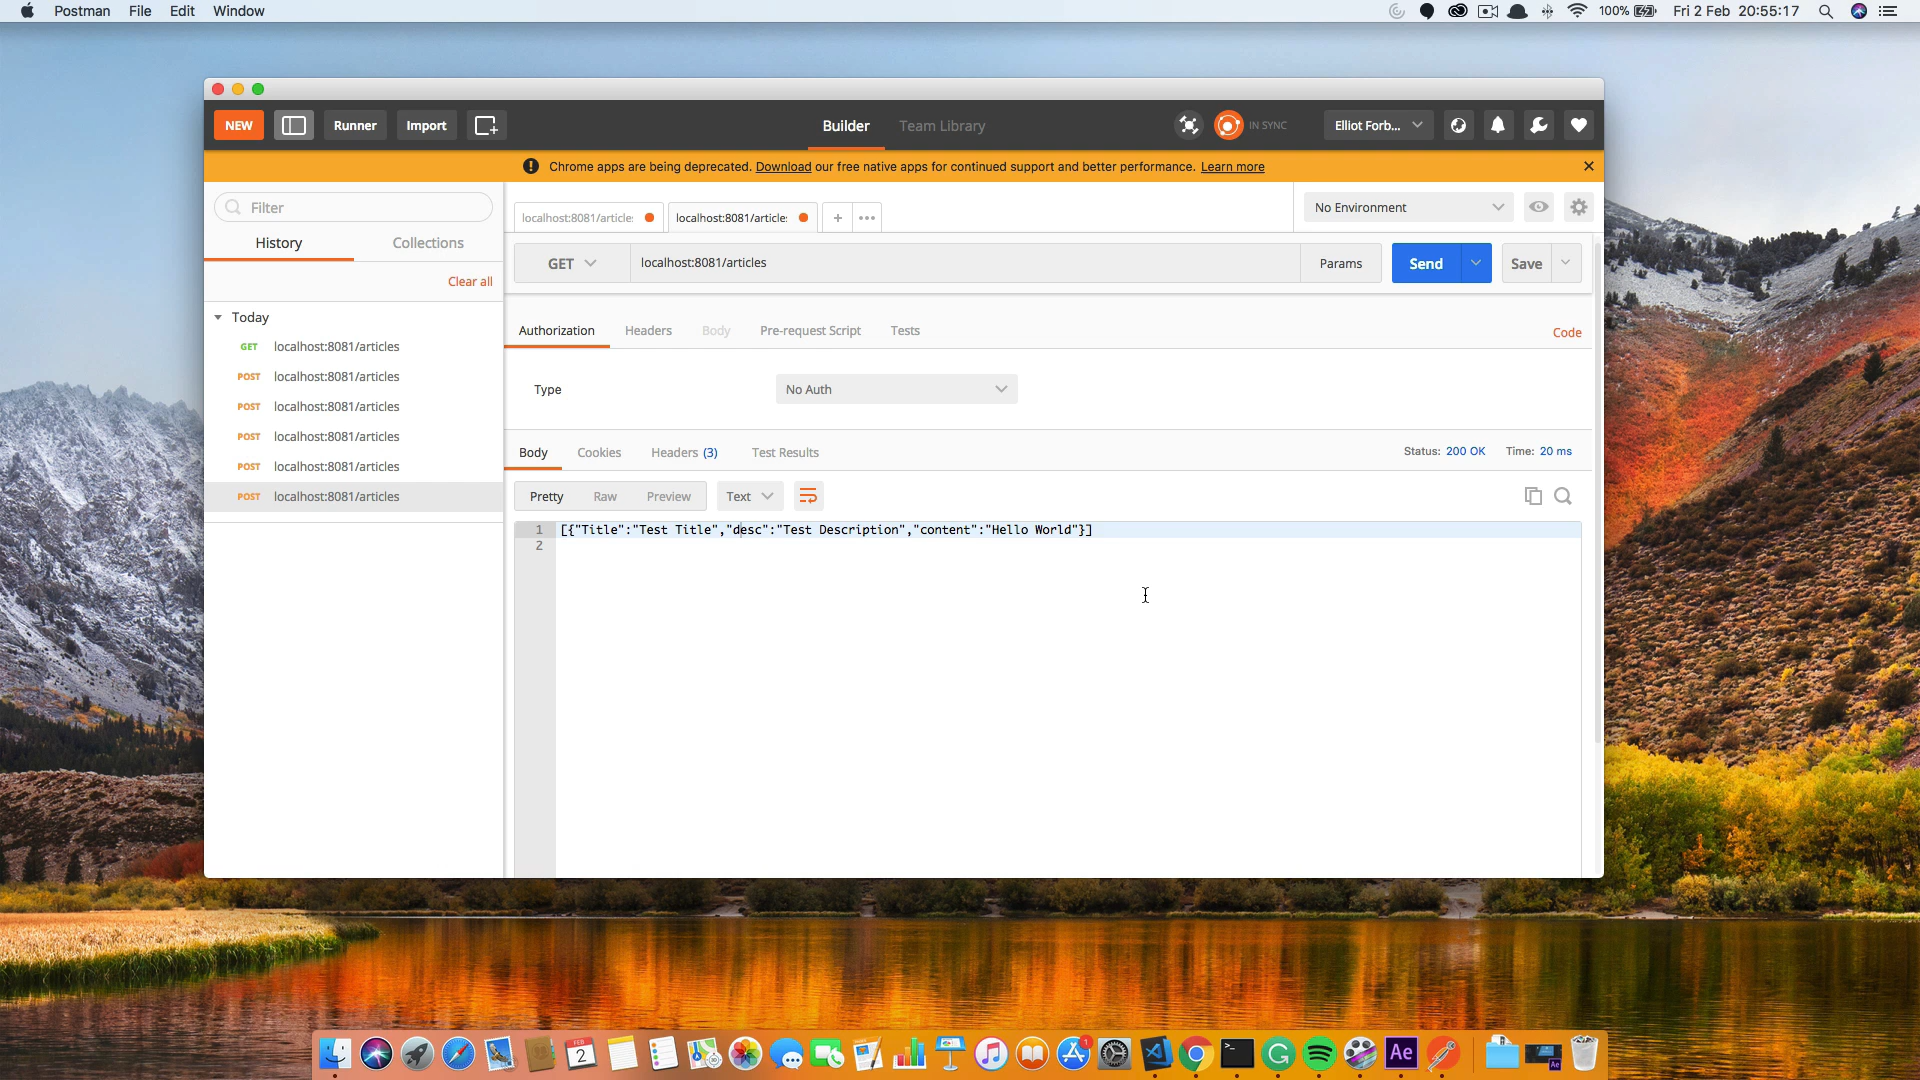 Postman File Edit Window 100% Fri 2 Feb 20:55:17
NEW Runner Import Builder Team Library IN SYNC Elliot Forb...
Chrome apps are being deprecated. Download our free native apps for continued support and better performance. Learn more
Filter
localhost:8081/article localhost:8081/article
No Environment
History Collections
GET localhost:8081/articles Params Send Save
Clear all
Today
Authorization Headers Body Pre-request Script Tests Code
GET localhost:8081/articles
POST localhost:8081/articles
Type No Auth
POST localhost:8081/articles
POST localhost:8081/articles
Body Cookies Headers (3) Test Results Status: 200 OK Time: 20 ms
POST localhost:8081/articles
POST localhost:8081/articles
Pretty Raw Preview Text
1 [{"Title":"Test Title","desc":"Test Description","content":"Hello World"}]
2
FEB
2
1
Ae